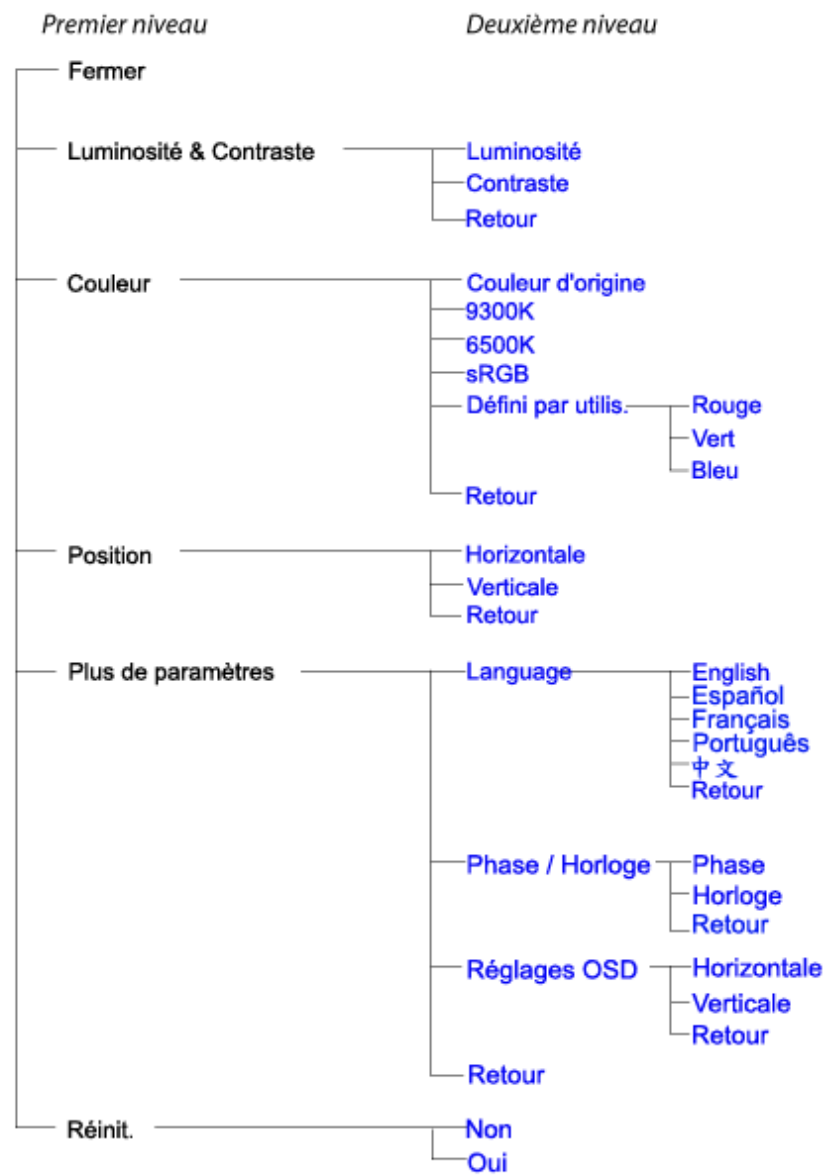 Premier niveau Deuxième niveau
Fermer
Luminosité & Contraste Luminosité
Contraste
Retour
Couleur Couleur d'origine
9300K
6500K
sRGB
Défini par utilis. Rouge
Vert
Bleu
Retour
Position Horizontale
Verticale
Retour
Plus de paramètres Language English
Español
Français
Português
中文
Retour
Phase / Horloge Phase
Horloge
Retour
Réglages OSD Horizontale
Verticale
Retour
Retour
Réinit. Non
Oui